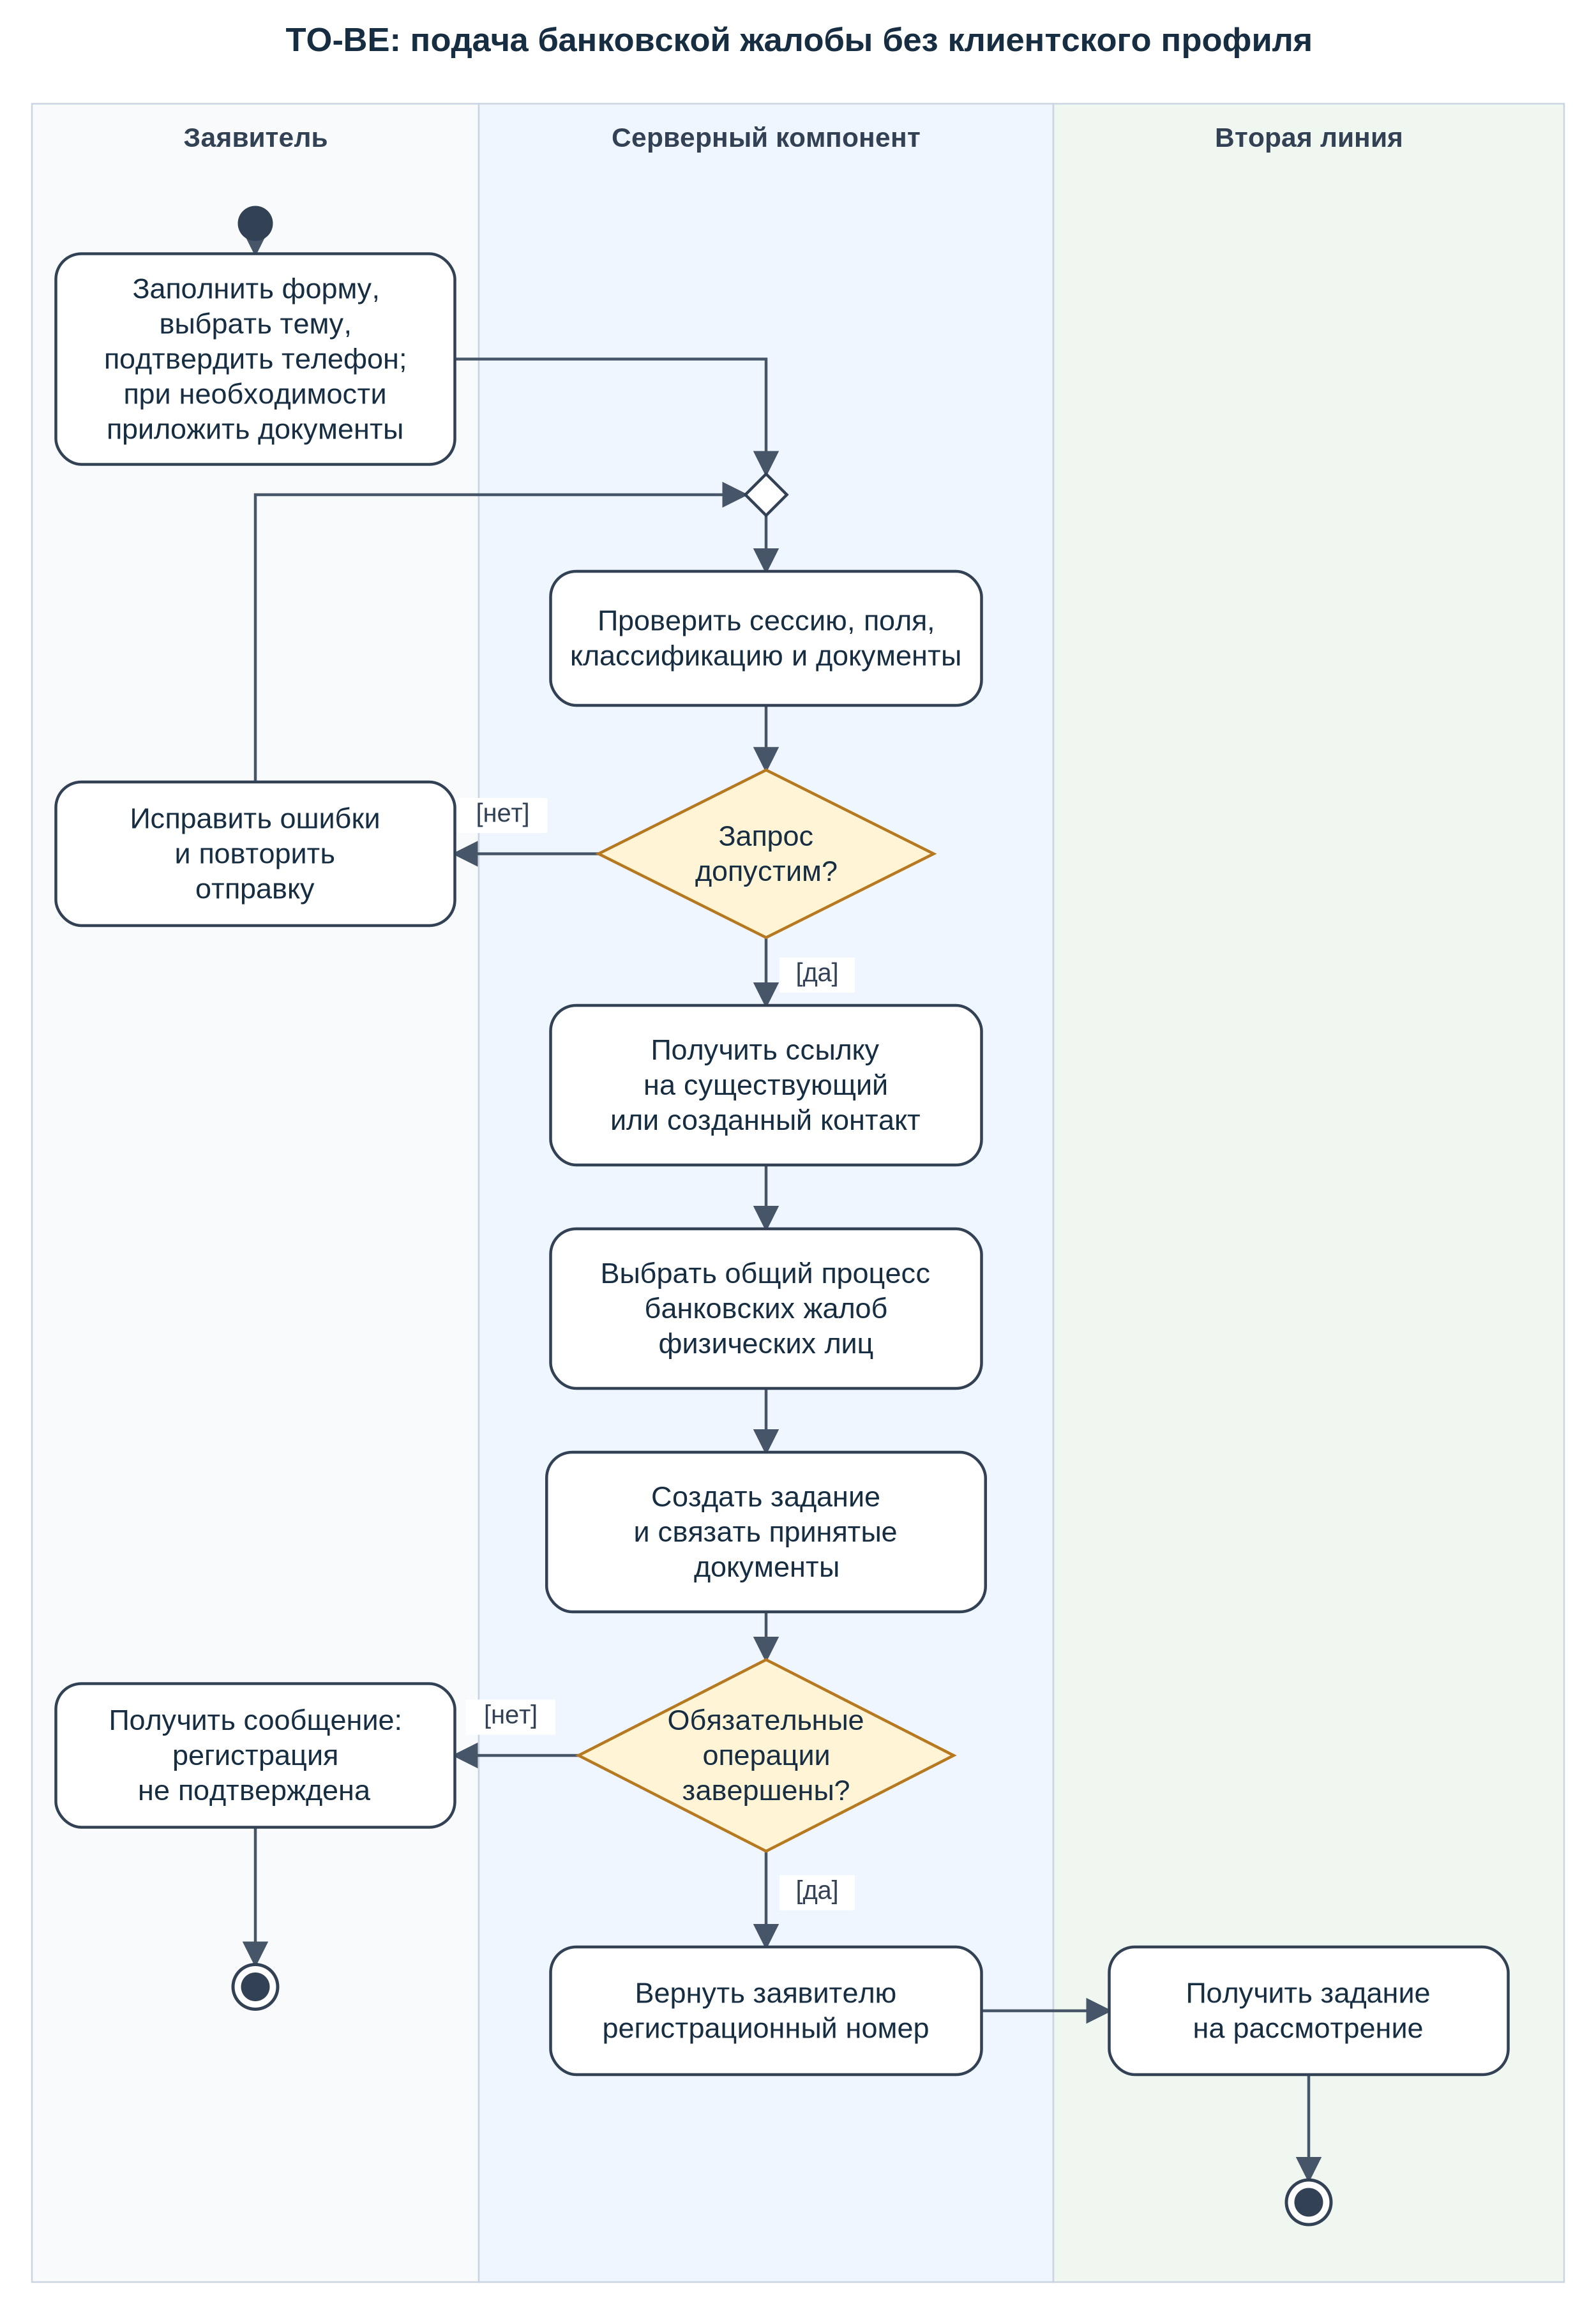 TO-BE: подача банковской жалобы без клиентского профиля
Заявитель
Серверный компонент
Вторая линия
Заполнить форму,
выбрать тему,
подтвердить телефон;
при необходимости
приложить документы
Проверить сессию, поля,
классификацию и документы
Исправить ошибки
и повторить
отправку
[нет]
Запрос
допустим?
[да]
Получить ссылку
на существующий
или созданный контакт
Выбрать общий процесс
банковских жалоб
физических лиц
Создать задание
и связать принятые
документы
Получить сообщение:
регистрация
не подтверждена
[нет]
Обязательные
операции
завершены?
[да]
Вернуть заявителю
регистрационный номер
Получить задание
на рассмотрение